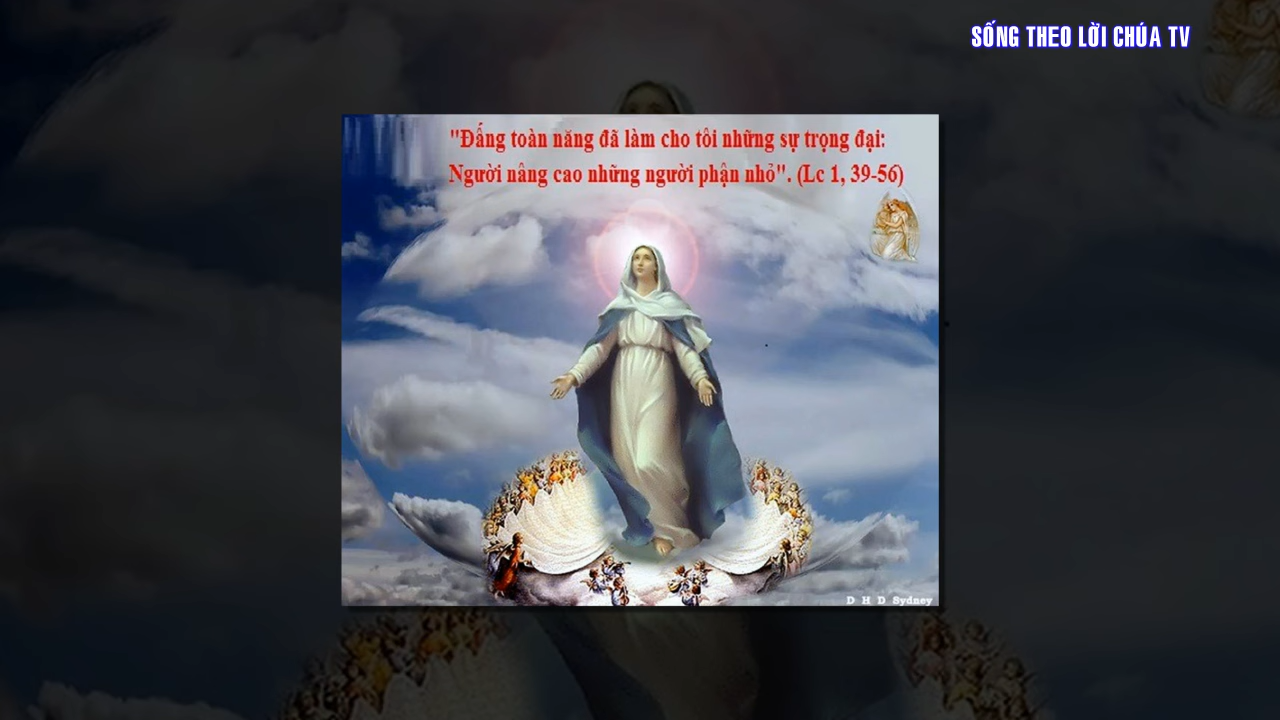 SỐNG THEO LỜI CHÚA TV
"Đấng toàn năng đã làm cho tôi những sự trọng đại:
Người nâng cao những người phận nhỏ". (Lc 1, 39-56)
D H D Sydney